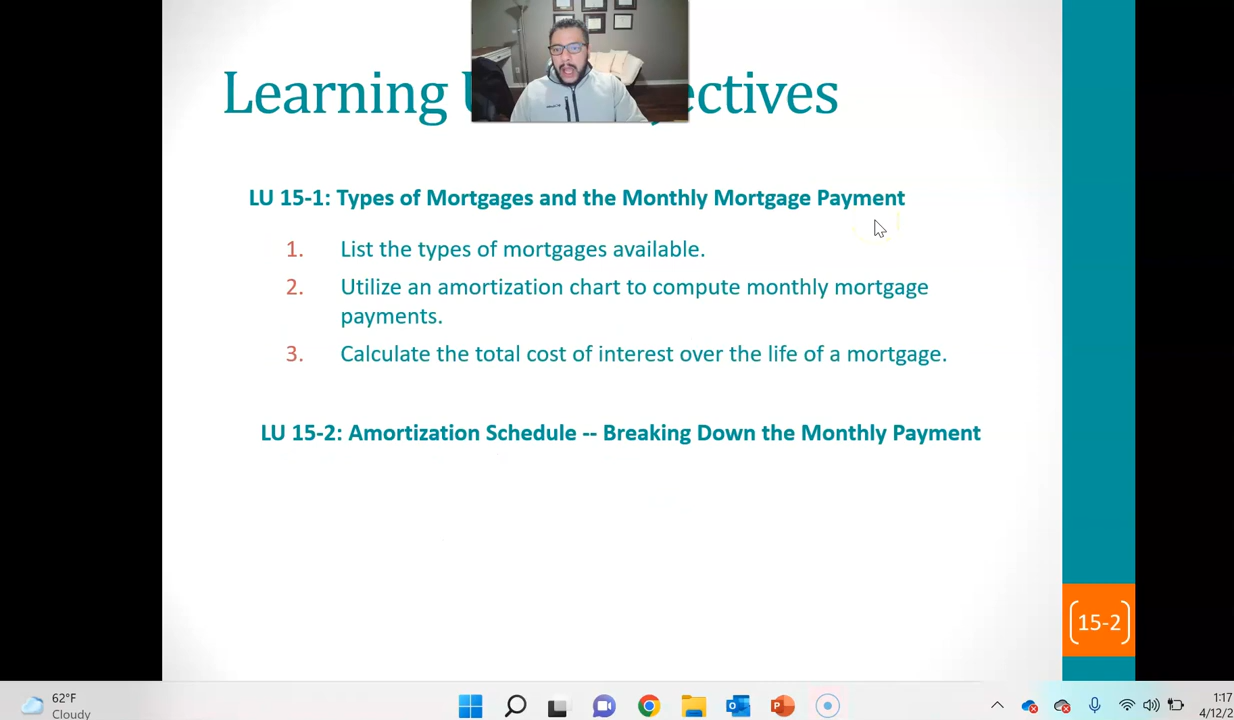 Learning ectives
LU 15-1: Types of Mortgages and the Monthly Mortgage Payment
1. List the types of mortgages available.
2. Utilize an amortization chart to compute monthly mortgage
payments.
3. Calculate the total cost of interest over the life of a mortgage.
LU 15-2: Amortization Schedule -- Breaking Down the Monthly Payment
15-2
62°F
Cloudy
1:17
4/12/2